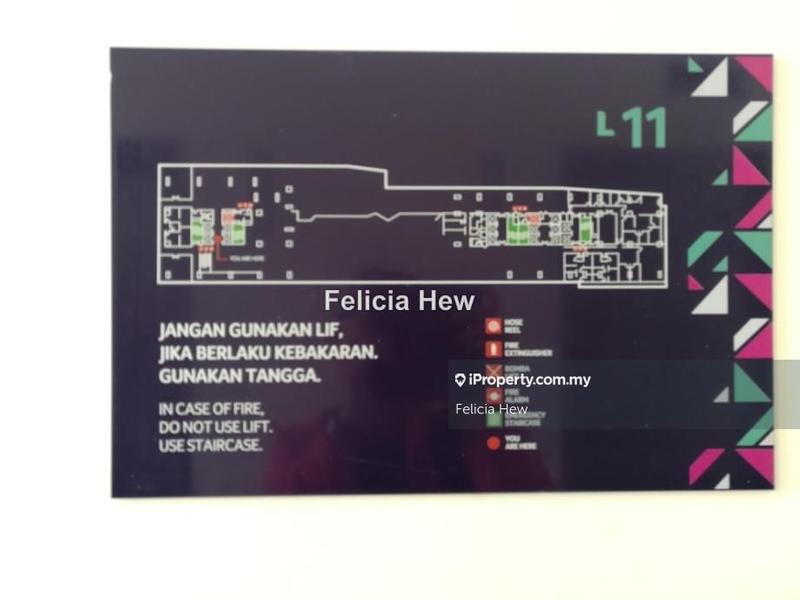 L11
YOU ARE HERE
Felicia Hew
JANGAN GUNAKAN LIF,
JIKA BERLAKU KEBAKARAN.
GUNAKAN TANGGA.
IN CASE OF FIRE,
DO NOT USE LIFT.
USE STAIRCASE.
HOSE
REEL
FIRE
EXTINGUISHER
BOMBA
FIRE
ALARM
EMERGENCY
STAIRCASE
YOU
ARE HERE
iProperty.com.my
Felicia Hew